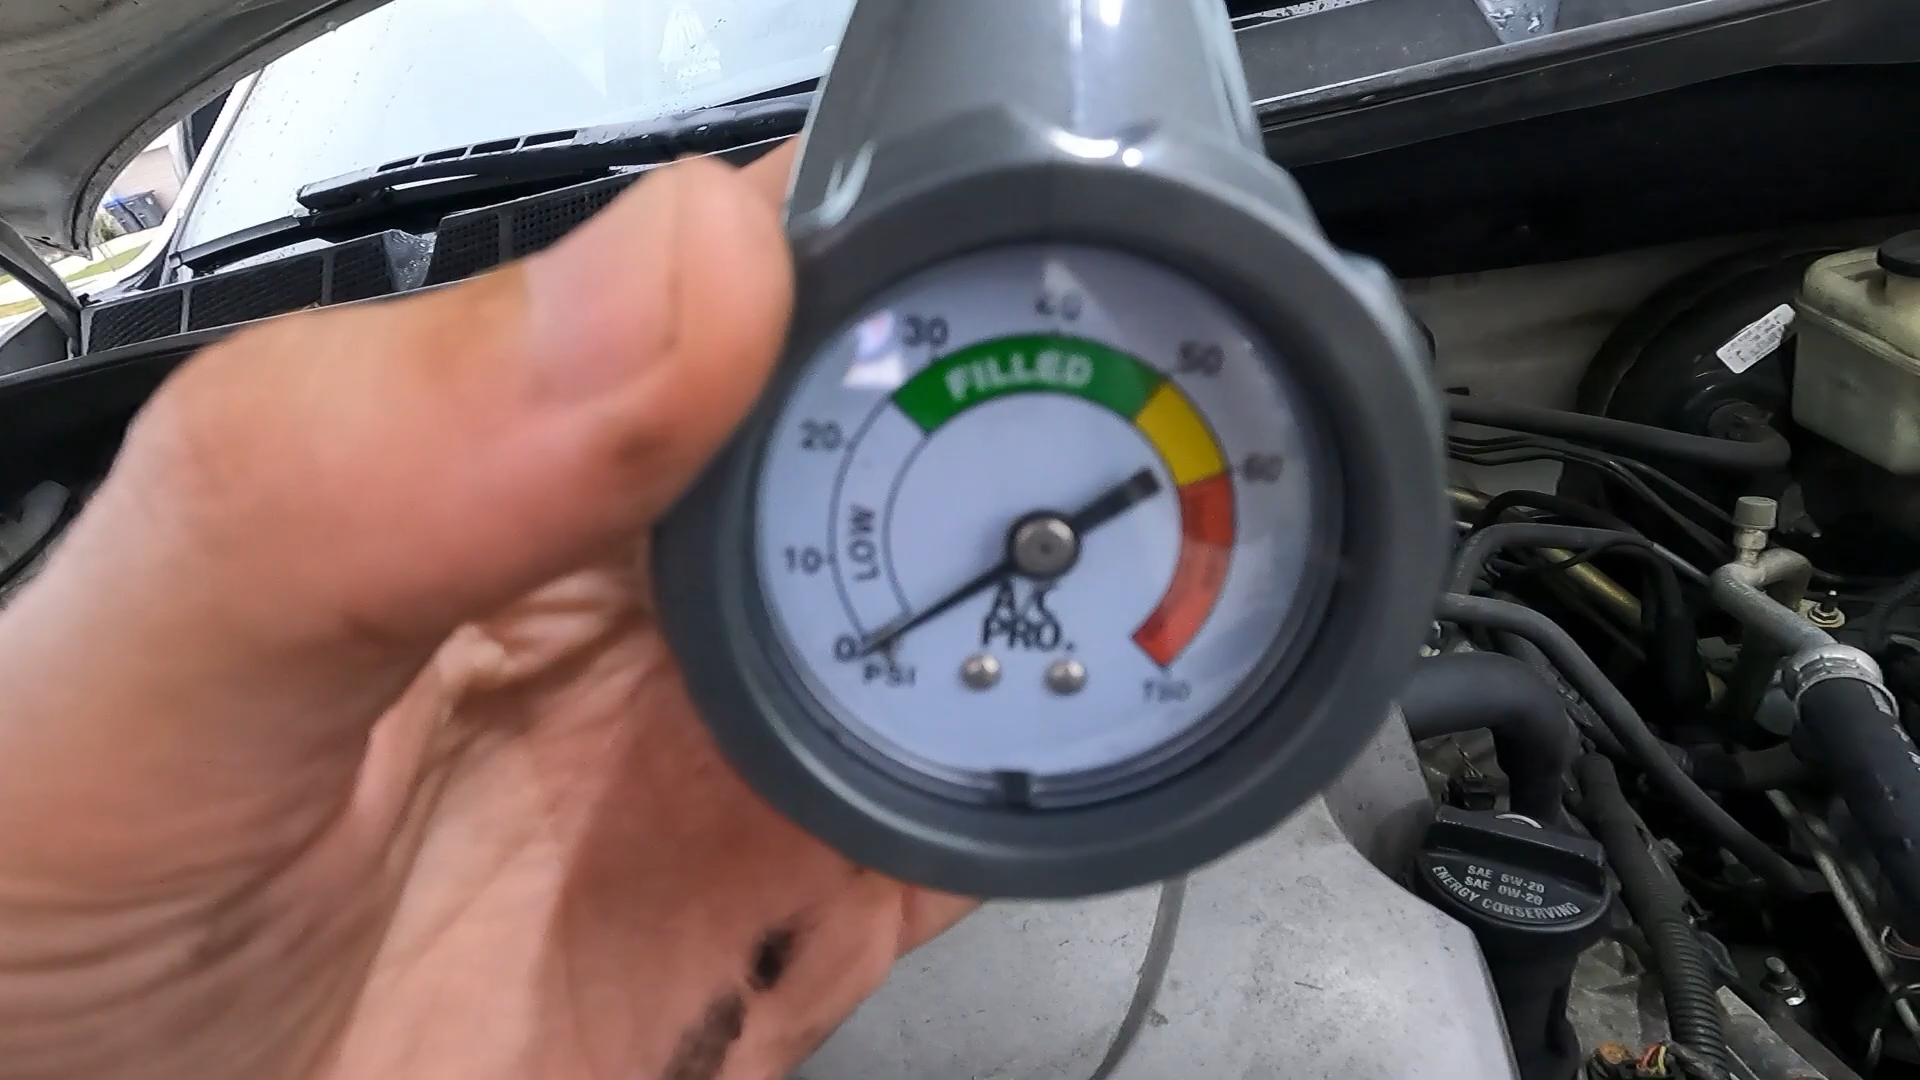 40
30
50
FILLED
20
60
LOW
10
A/C
PRO.
0
PSI
SAE 5W-20
SAE 0W-20
ENERGY CONSERVING